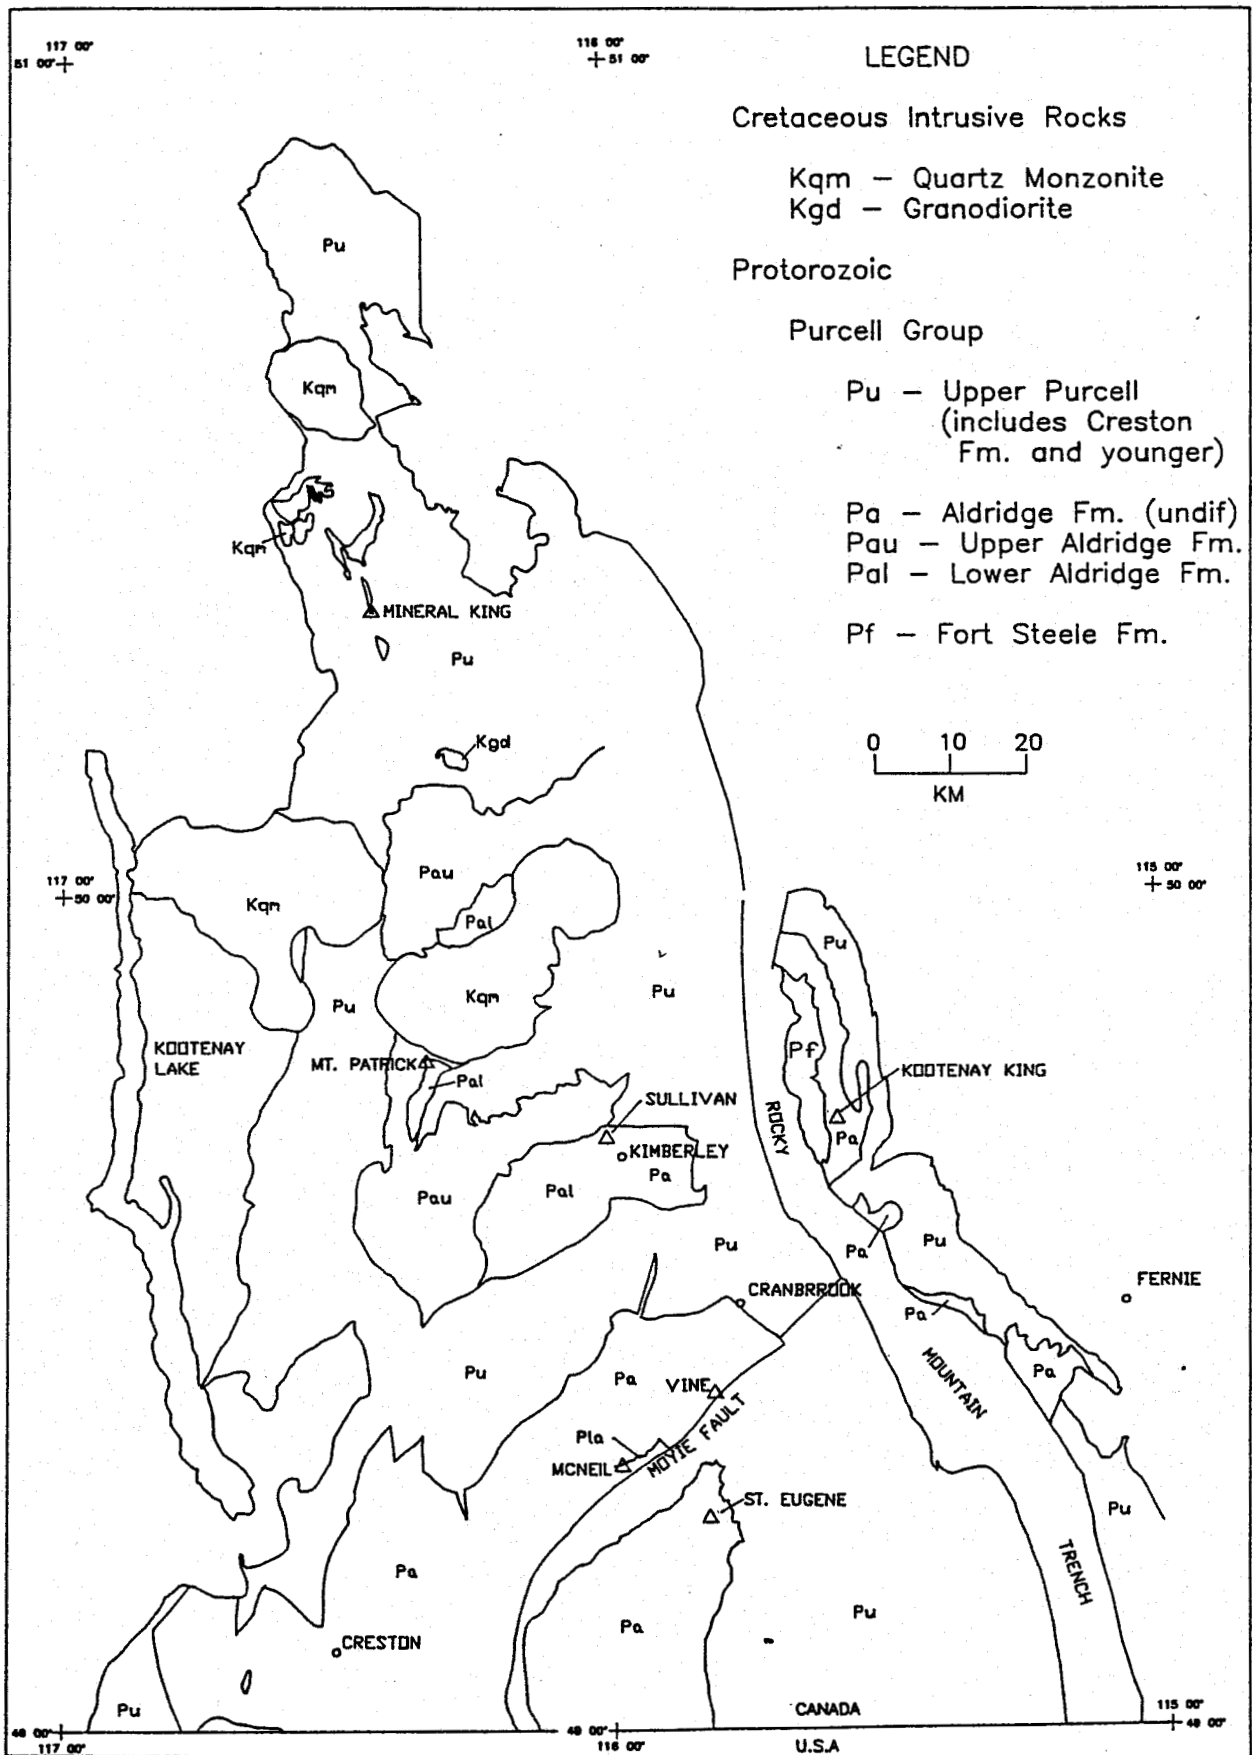 117 00'
51 00'
116 00'
51 00'
LEGEND
Cretaceous Intrusive Rocks
Kqm — Quartz Monzonite
Kgd — Granodiorite
Protorozoic
Purcell Group
Pu — Upper Purcell
(includes Creston
Fm. and younger)
Pa — Aldridge Fm. (undif)
Pau — Upper Aldridge Fm.
Pal — Lower Aldridge Fm.
Pf — Fort Steele Fm.
0 10 20
KM
Pu
Kqm
S
Kqm
MINERAL KING
Pu
Kgd
117 00'
50 00'
115 00'
50 00'
Pau
Kqm
Pal
Pu
Kqm
Pu
Pu
KOOTENAY
LAKE
MT. PATRICK
Pal
Pf
KOOTENAY KING
SULLIVAN
ROCKY
Pa
KIMBERLEY
Pa
Pau
Pal
Pu
Pa
Pu
FERNIE
CRANBRROOK
Pa
Pu
Pa
VINE
MOUNTAIN
Pa
Pla
MOYIE FAULT
MCNEIL
ST. EUGENE
Pu
TRENCH
Pa
Pa
Pu
CRESTON
Pu
CANADA
U.S.A
117 00'
49 00'
116 00'
115 00'
49 00'